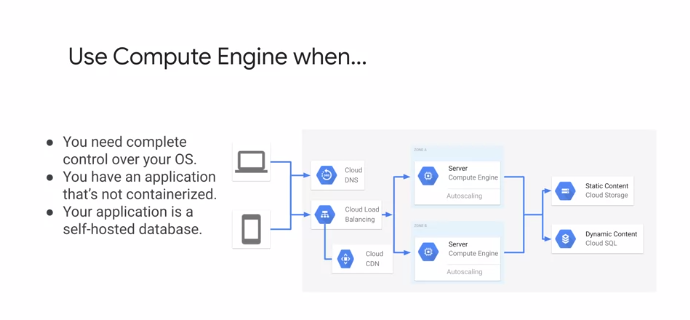 Use Compute Engine when...
● You need complete
control over your OS.
● You have an application
that's not containerized.
● Your application is a
self-hosted database.
Cloud
DNS
Cloud Load
Balancing
Cloud
CDN
Server
Compute Engine
Autoscaling
Server
Compute Engine
Autoscaling
Static Content
Cloud Storage
Dynamic Content
Cloud SQL